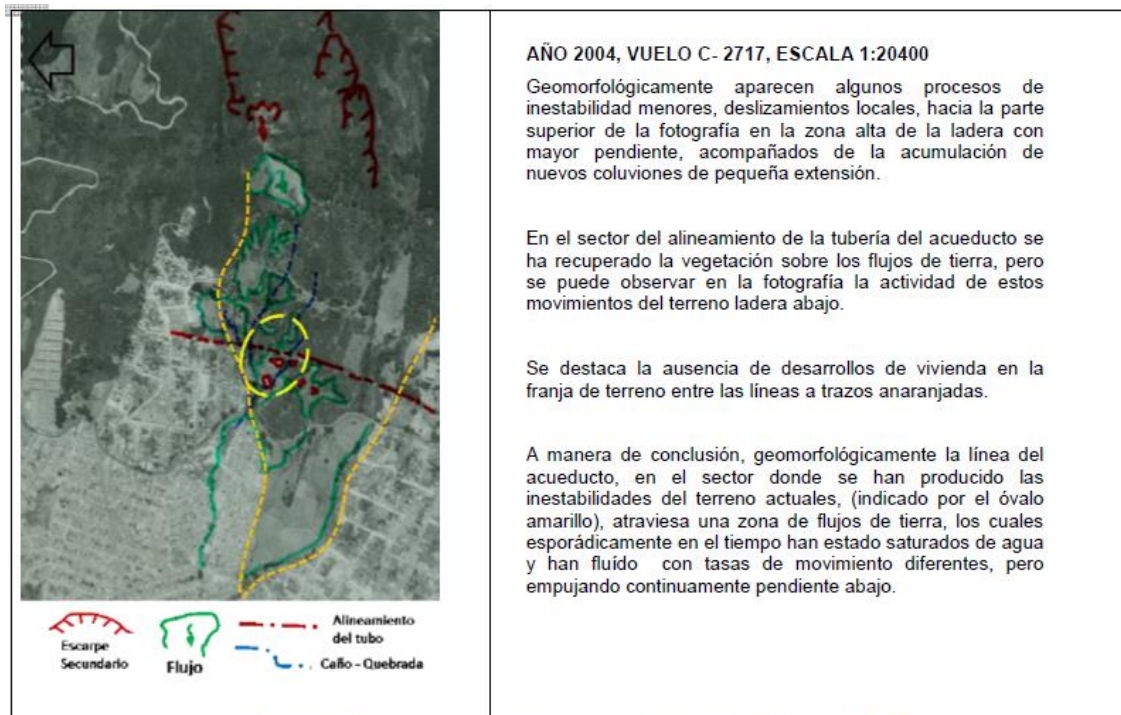 AÑO 2004, VUELO C- 2717, ESCALA 1:20400
Geomorfológicamente aparecen algunos procesos de
inestabilidad menores, deslizamientos locales, hacia la parte
superior de la fotografía en la zona alta de la ladera con
mayor pendiente, acompañados de la acumulación de
nuevos coluviones de pequeña extensión.
En el sector del alineamiento de la tubería del acueducto se
ha recuperado la vegetación sobre los flujos de tierra, pero
se puede observar en la fotografía la actividad de estos
movimientos del terreno ladera abajo.
Se destaca la ausencia de desarrollos de vivienda en la
franja de terreno entre las líneas a trazos anaranjadas.
A manera de conclusión, geomorfológicamente la línea del
acueducto, en el sector donde se han producido las
inestabilidades del terreno actuales, (indicado por el óvalo
amarillo), atraviesa una zona de flujos de tierra, los cuales
esporádicamente en el tiempo han estado saturados de agua
y han fluído con tasas de movimiento diferentes, pero
empujando continuamente pendiente abajo.
Escarpe
Secundario
Flujo
Alineamiento
del tubo
Caño - Quebrada